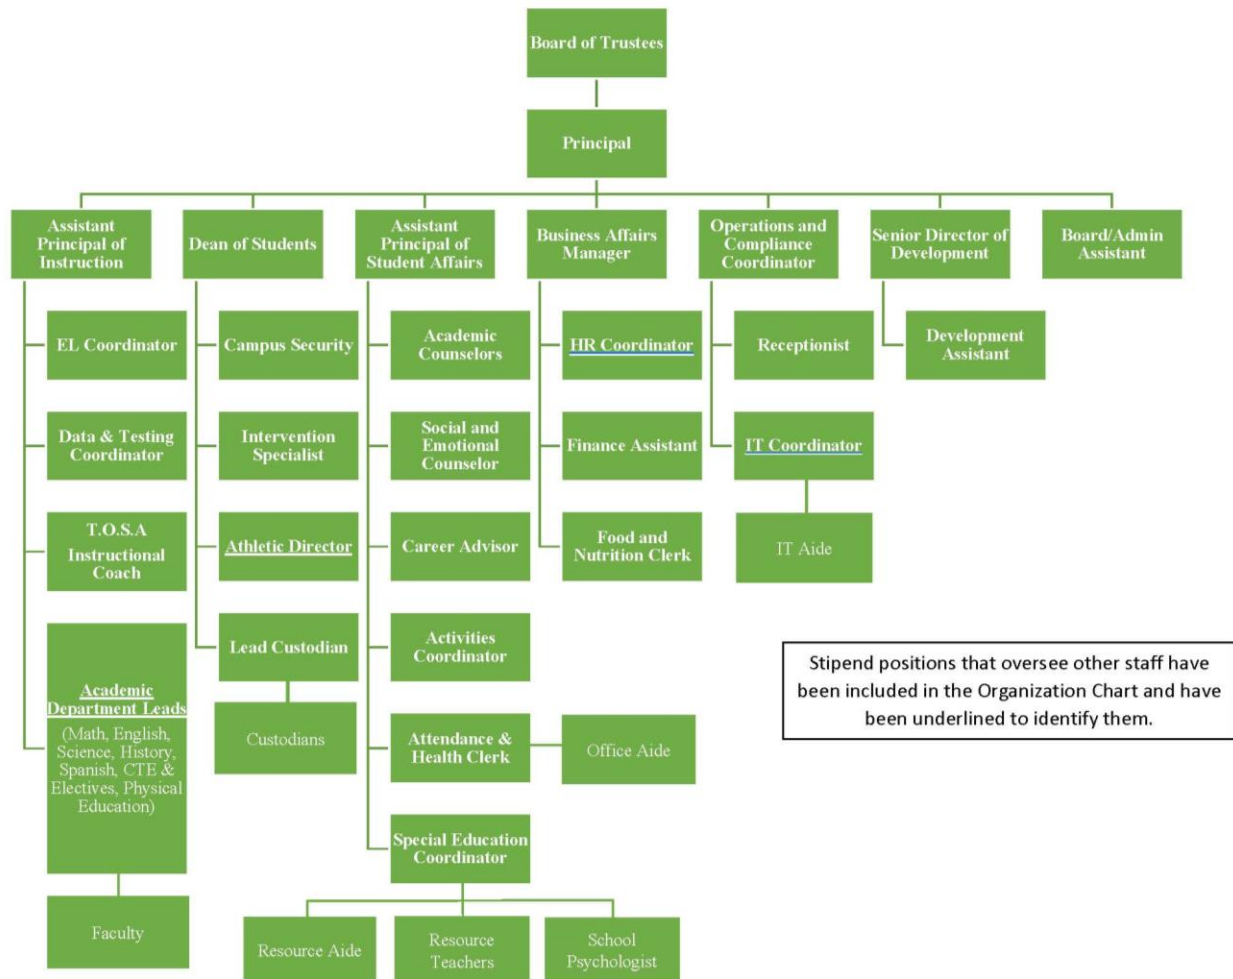 Board of Trustees
Principal
Assistant
Principal of
Instruction
Dean of Students
Assistant
Principal of
Student Affairs
Business Affairs
Manager
Operations and
Compliance
Coordinator
Senior Director of
Development
Board/Admin
Assistant
EL Coordinator
Campus Security
Academic
Counselors
HR Coordinator
Receptionist
Development
Assistant
Data & Testing
Coordinator
Intervention
Specialist
Social and
Emotional
Counselor
Finance Assistant
IT Coordinator
T.O.S.A
Instructional
Coach
Athletic Director
Career Advisor
Food and
Nutrition Clerk
IT Aide
Academic
Department Leads
(Math, English,
Science, History,
Spanish, CTE &
Electives, Physical
Education)
Lead Custodian
Activities
Coordinator
Stipend positions that oversee other staff have
been included in the Organization Chart and have
been underlined to identify them.
Custodians
Attendance &
Health Clerk
Office Aide
Special Education
Coordinator
Faculty
Resource Aide
Resource
Teachers
School
Psychologist